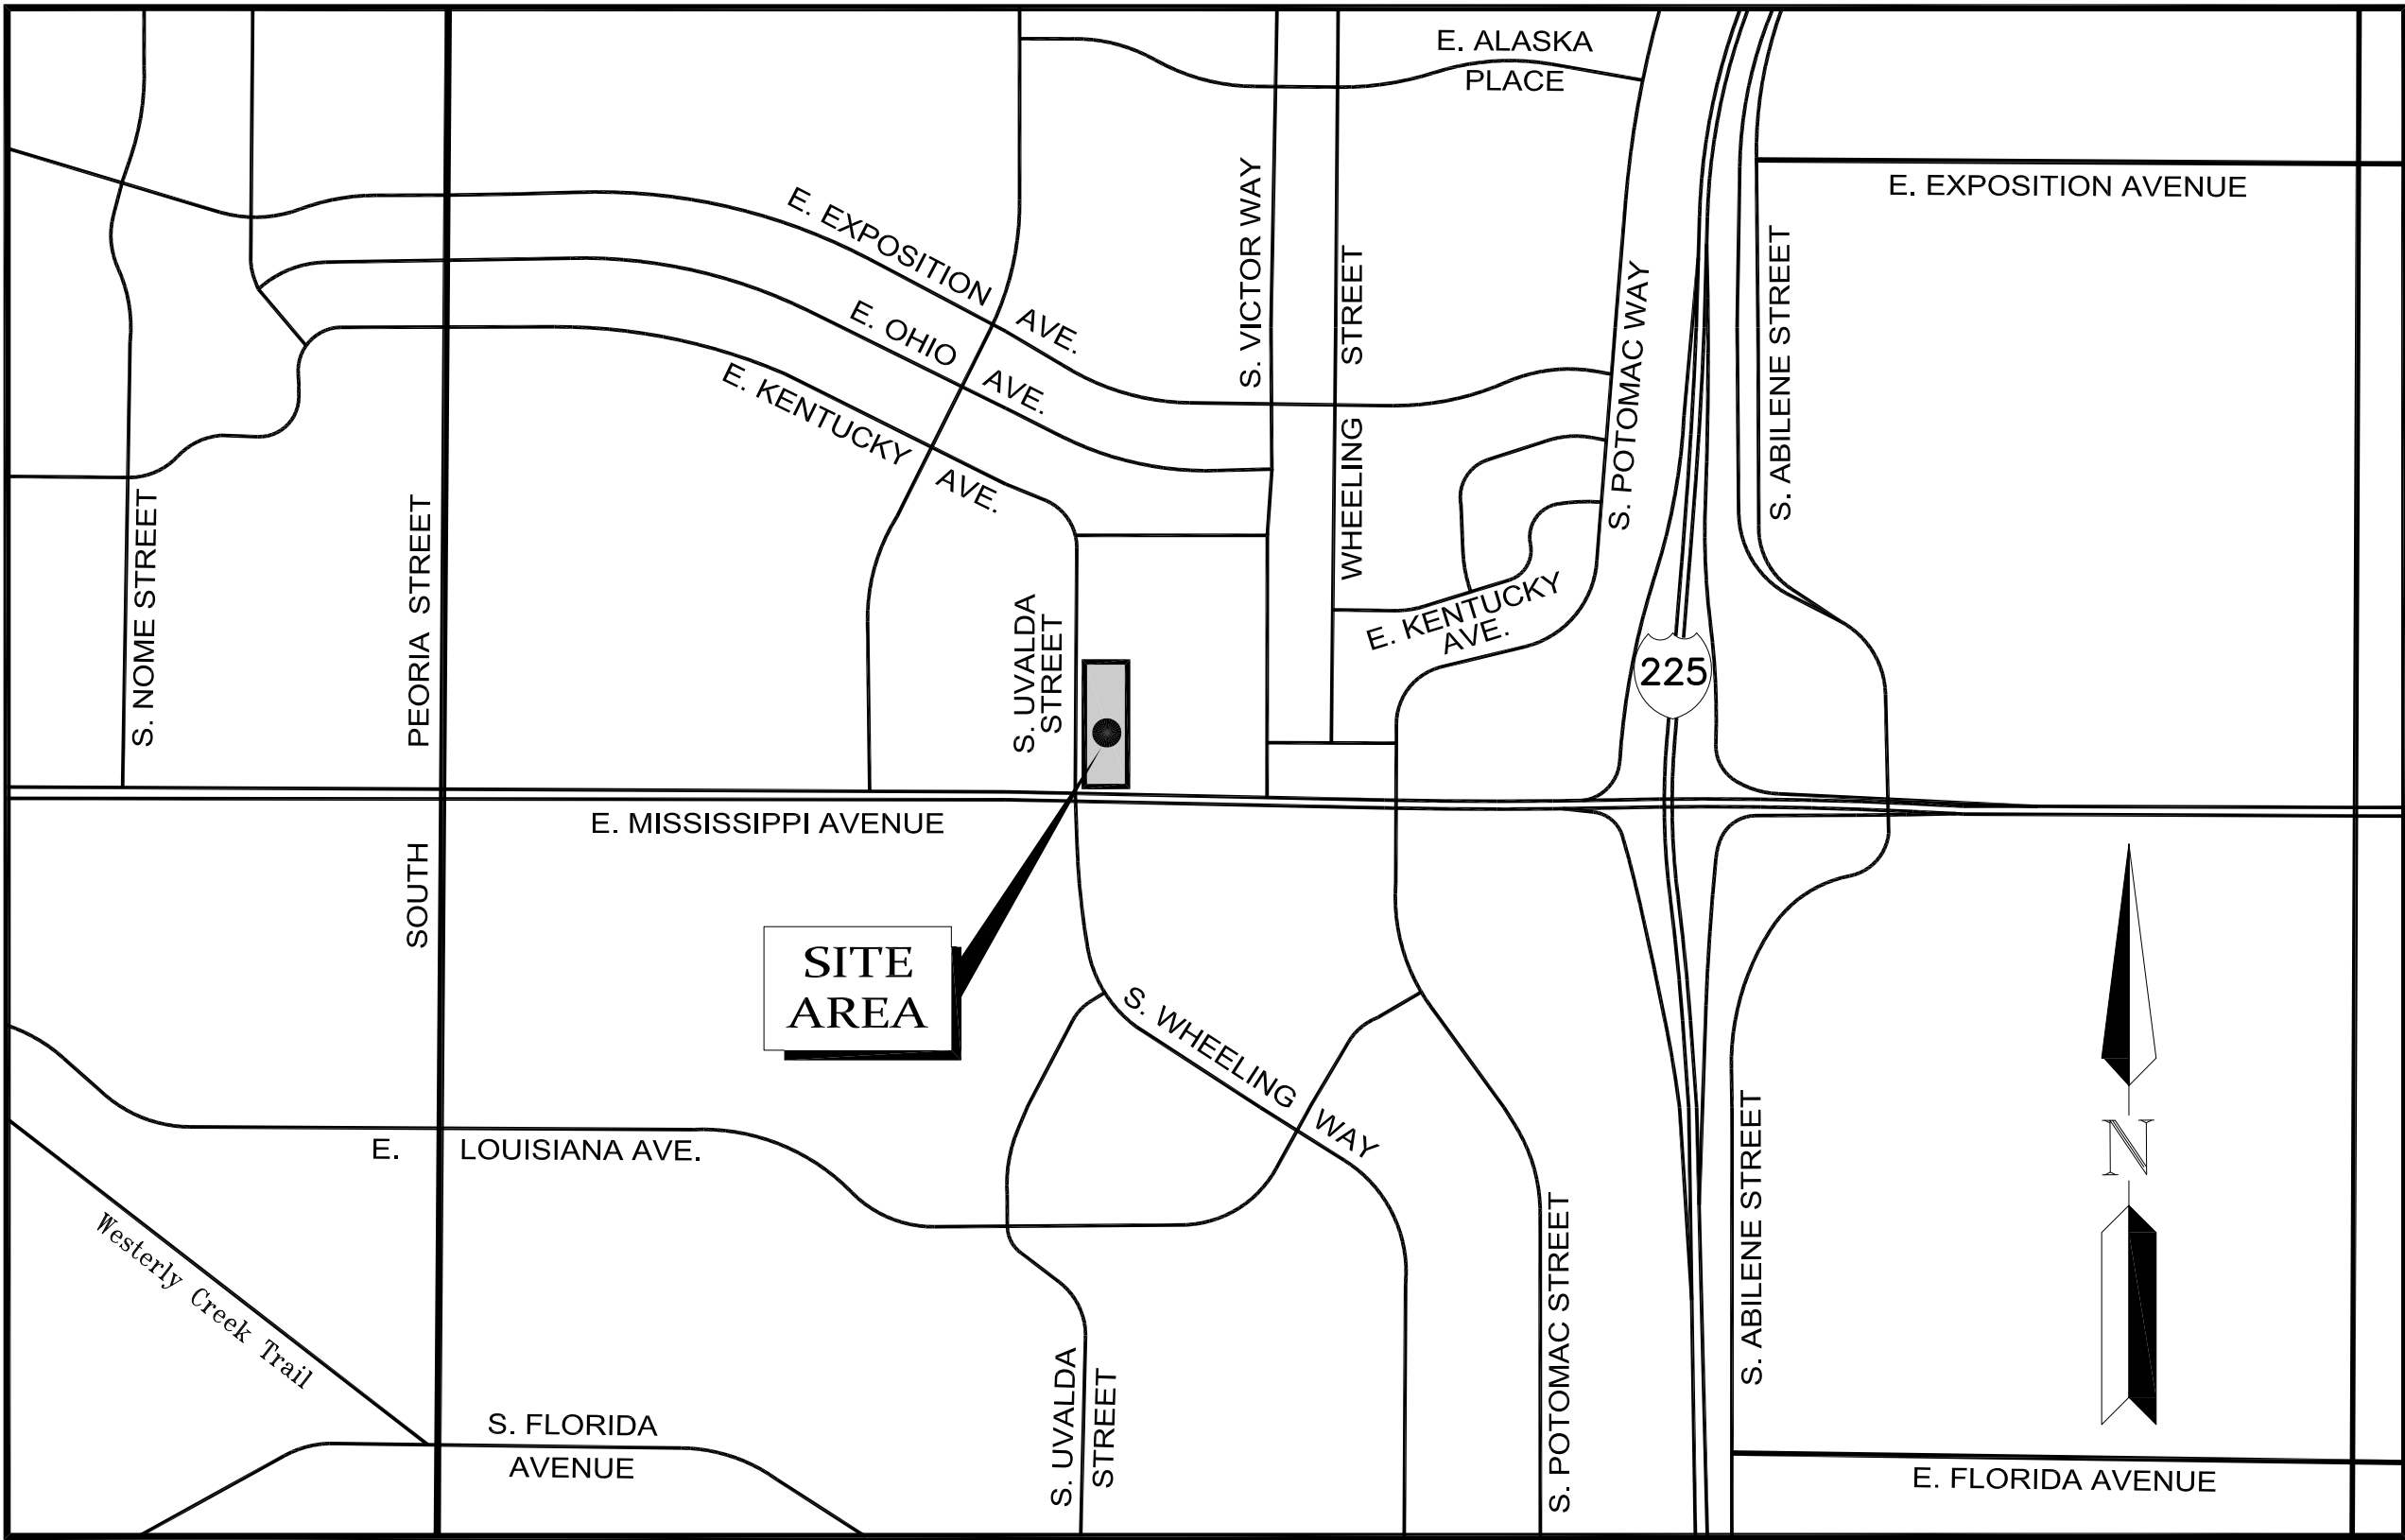 E. ALASKA
PLACE
E. EXPOSITION AVENUE
E. EXPOSITION AVE.
E. OHIO AVE.
E. KENTUCKY AVE.
S. VICTOR WAY
WHEELING STREET
S. POTOMAC WAY
S. ABILENE STREET
S. NOME STREET
SOUTH PEORIA STREET
S. UVALDA
STREET
E. KENTUCKY
AVE.
225
E. MISSISSIPPI AVENUE
SITE
AREA
S. WHEELING WAY
E. LOUISIANA AVE.
Westerly Creek Trail
S. FLORIDA
AVENUE
S. UVALDA
STREET
S. POTOMAC STREET
S. ABILENE STREET
N
E. FLORIDA AVENUE